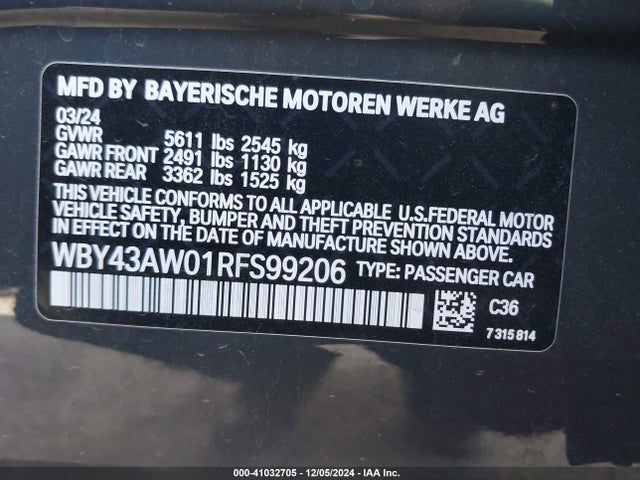 MFD BY BAYERISCHE MOTOREN WERKE AG
03/24
GVWR 5611 lbs 2545 kg
GAWR FRONT 2491 lbs 1130 kg
GAWR REAR 3362 lbs 1525 kg
THIS VEHICLE CONFORMS TO ALL APPLICABLE U.S.FEDERAL MOTOR
VEHICLE SAFETY, BUMPER AND THEFT PREVENTION STANDARDS
IN EFFECT ON THE DATE OF MANUFACTURE SHOWN ABOVE.
WBY43AW01RFS99206 TYPE: PASSENGER CAR
C36
7315814
000-41032705 - 12/05/2024 - IAA Inc.